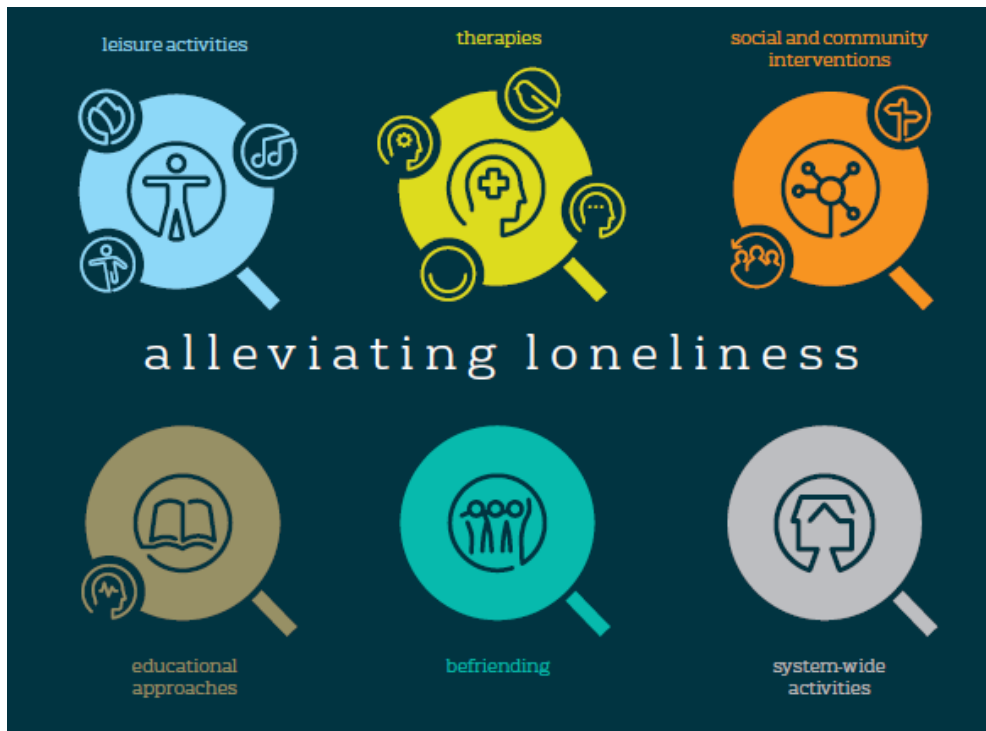 leisure activities
therapies
social and community
interventions
alleviating loneliness
educational
approaches
befriending
system-wide
activities